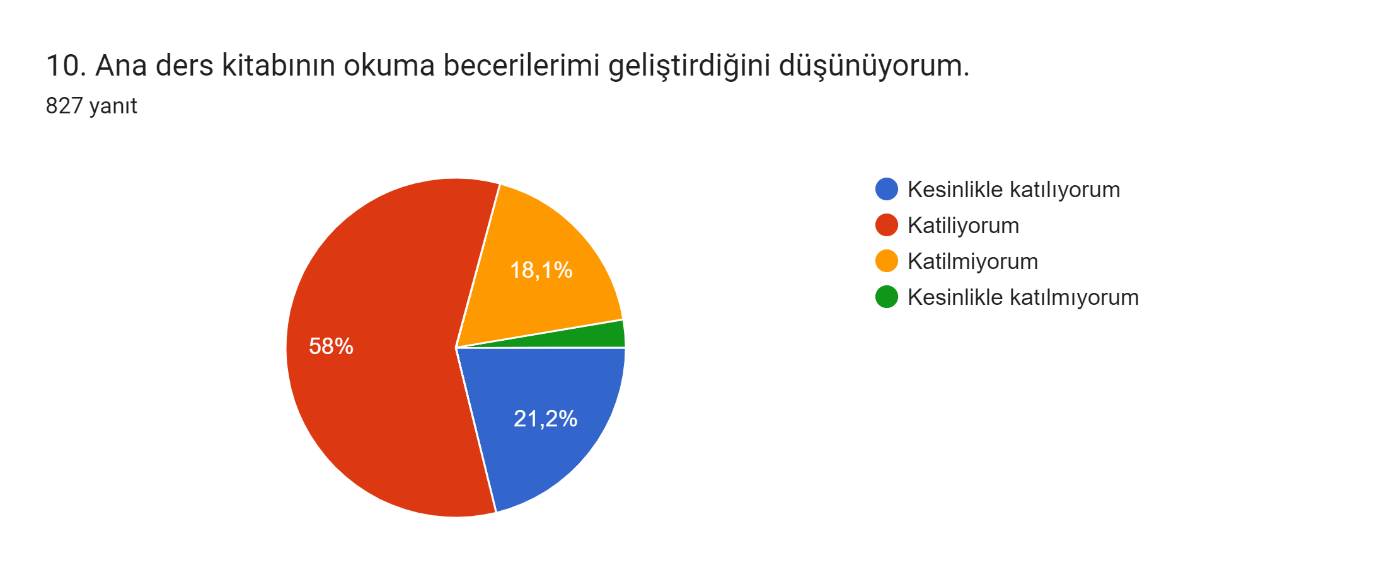 10. Ana ders kitabının okuma becerilerimi geliştirdiğini düşünüyorum.
827 yanıt
Kesinlikle katılıyorum
Katiliyorum
Katilmiyorum
Kesinlikle katılmıyorum
18,1%
58%
21,2%